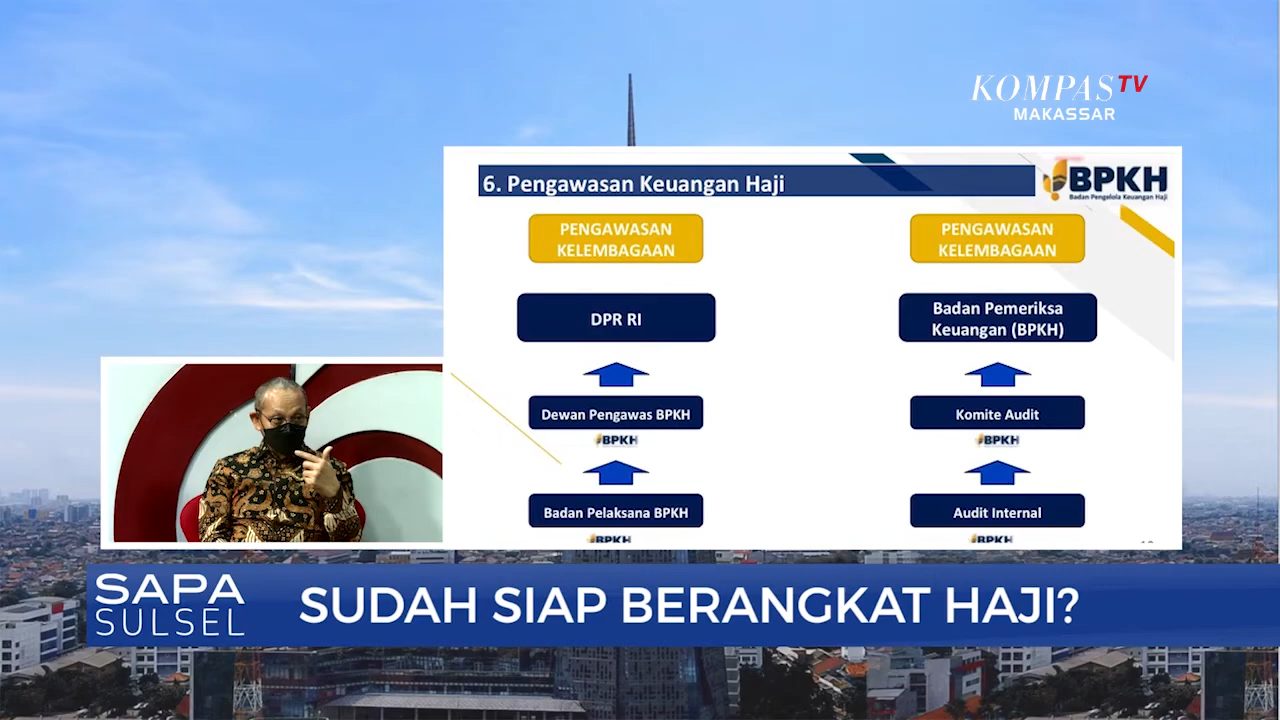 KOMPAS TV
MAKASSAR
6. Pengawasan Keuangan Haji
BPKH
Badan Pengelola Keuangan Haji
PENGAWASAN
KELEMBAGAAN
DPR RI
Dewan Pengawas BPKH
BPKH
Badan Pelaksana BPKH
BPKH
PENGAWASAN
KELEMBAGAAN
Badan Pemeriksa
Keuangan (BPKH)
Komite Audit
BPKH
Audit Internal
BPKH
SAPA
SULSEL
SUDAH SIAP BERANGKAT HAJI?